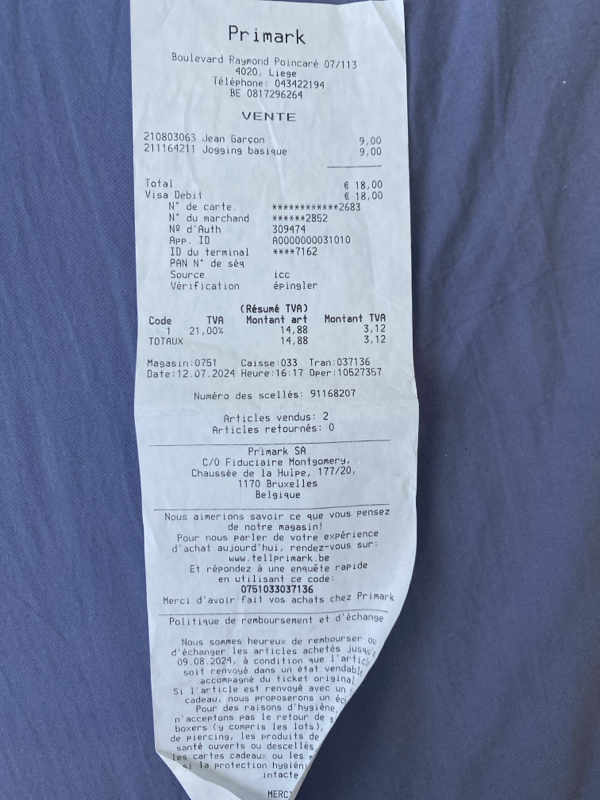 Primark
Boulevard Raymond Poincaré 07/113
4020, Liege
Téléphone: 043422194
BE 0817296264
VENTE
210803063 Jean Garçon 9,00
211164211 Jogging basique 9,00
Total € 18,00
Visa Debit € 18,00
N° de carte. ************2683
N° du marchand ******2852
Nº d'Auth 309474
App. ID A0000000031010
ID du terminal ****7162
PAN N° de séq
Source icc
Vérification épingler
(Résumé TVA)
Code TVA Montant art Montant TVA
1 21,00% 14,88 3,12
TOTAUX 14,88 3,12
Magasin:0751 Caisse:033 Tran:037136
Date:12.07.2024 Heure:16:17 Oper:10527357
Numéro des scellés: 91168207
Articles vendus: 2
Articles retournés: 0
Primark SA
C/O Fiduciaire Montgomery,
Chaussée de la Hulpe, 177/20,
1170 Bruxelles
Belgique
Nous aimerions savoir ce que vous pensez
de notre magasin!
Pour nous parler de votre expérience
d'achat aujourd'hui, rendez-vous sur:
www.tellprimark.be
Et répondez à une enquête rapide
en utilisant ce code:
0751033037136
Merci d'avoir fait vos achats chez Primark
Politique de remboursement et d'échange
Nous sommes heureux de rembourser ou
d'échanger les articles achetés jusqu'
09.08.2024, à condition que l'artic
soit renvoyé dans un état vendabl
accompagné du ticket original
Si l'article est renvoyé avec un
cadeau, nous proposerons un éc
Pour des raisons d'hygiène,
n'acceptons pas le retour de
boxers (y compris les lots),
de piercing, les produits de
santé ouverts ou descellés
les cartes cadeaux ou les
si la protection hygién
intacte
MERC